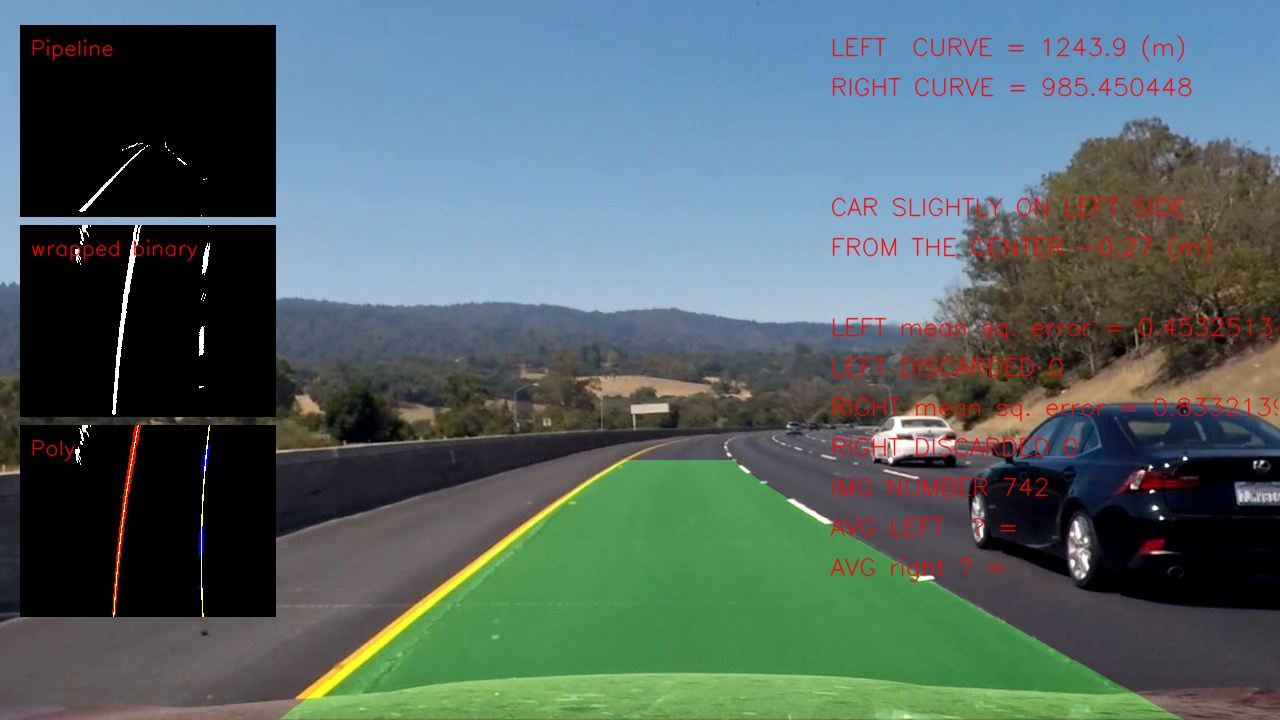 Pipeline
wrapped binary
Poly
LEFT CURVE = 1243.9 (m)
RIGHT CURVE = 985.450448
CAR SLIGHTLY ON LEFT SIDE
FROM THE CENTER -0.27 (m)
LEFT mean sq. error = 0.4532513
LEFT DISCARDED 0
RIGHT mean sq. error = 0.8332139
RIGHT DISCARDED 0
IMG NUMBER 742
AVG LEFT ? =
AVG right ? =